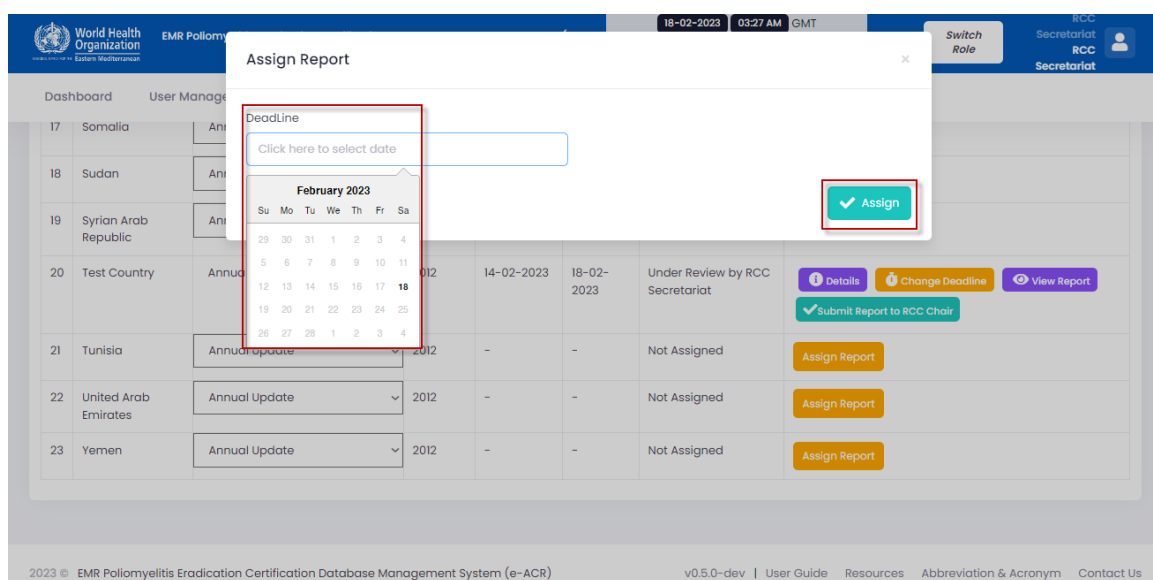 18-02-2023 03:27 AM GMT
World Health Organization
Eastern Mediterranean
EMR
Switch Role
RCC Secretariat
RCC Secretariat
Assign Report ×
Dashboard User
DeadLine
Click here to select date
February 2023
Su Mo Tu We Th Fr Sa
29 30 31 1 2 3 4
5 6 7 8 9 10 11
12 13 14 15 16 17 18
19 20 21 22 23 24 25
26 27 28 1 2 3 4
Assign
17 Somalia
18 Sudan
19 Syrian Arab Republic
20 Test Country 14-02-2023 18-02-2023 Under Review by RCC Secretariat Details Change Deadline View Report
Submit Report to RCC Chair
21 Tunisia Annual Update 2012 - - Not Assigned Assign Report
22 United Arab Emirates Annual Update 2012 - - Not Assigned Assign Report
23 Yemen Annual Update 2012 - - Not Assigned Assign Report
2023 © EMR Poliomyelitis Eradication Certification Database Management System (e-ACR) v0.5.0-dev | User Guide Resources Abbreviation & Acronym Contact Us